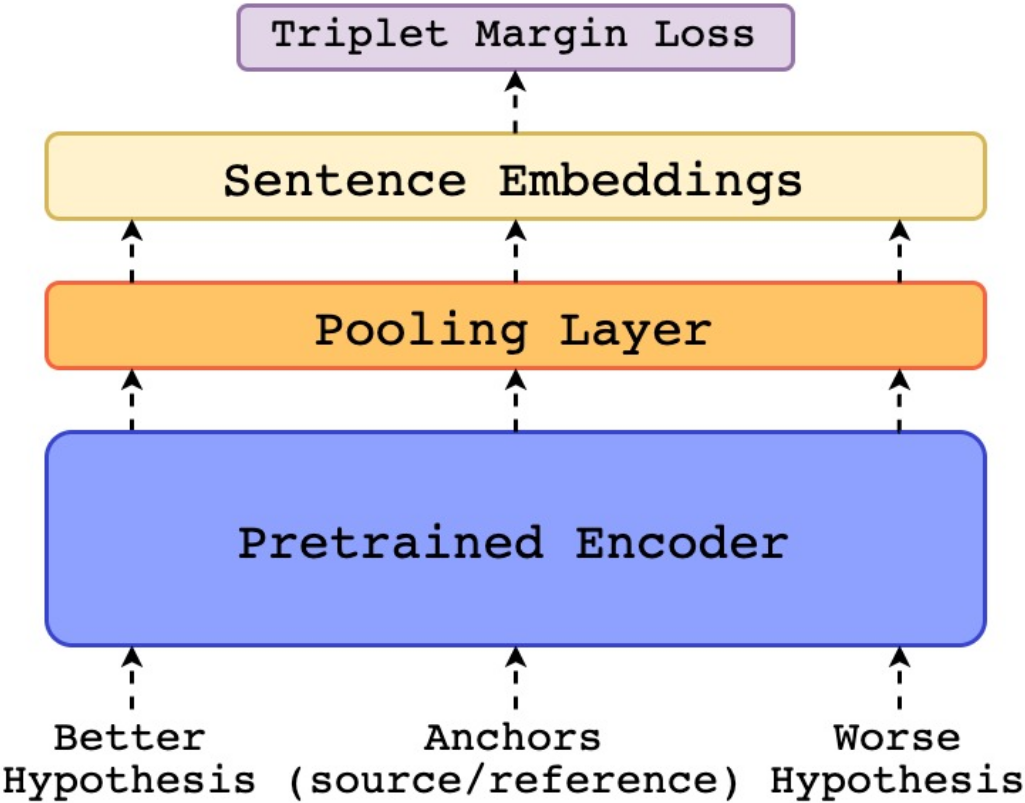 Triplet Margin Loss
Sentence Embeddings
Pooling Layer
Pretrained Encoder
Better
Hypothesis
Anchors
(source/reference)
Worse
Hypothesis